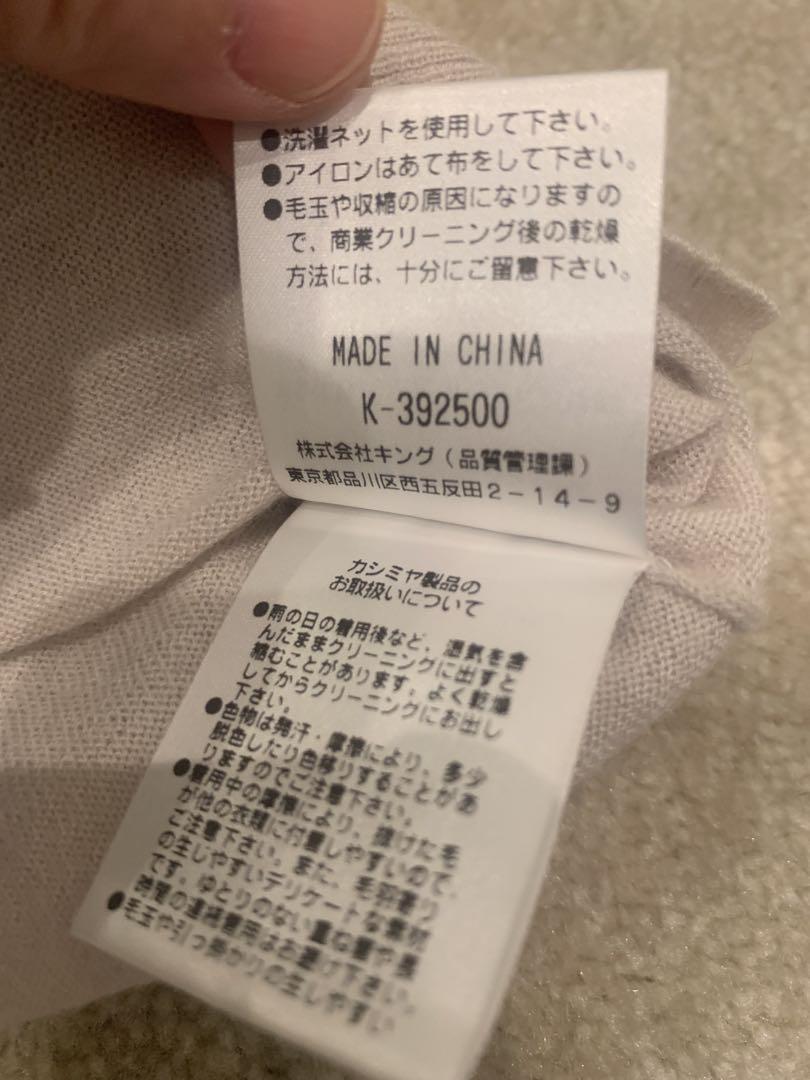 ●洗濯ネットを使用して下さい。
●アイロンはあて布をして下さい。
●毛玉や収縮の原因になりますの
で、商業クリーニング後の乾燥
方法には、十分にご留意下さい。
MADE IN CHINA
K-392500
株式会社キング(品質管理課)
東京都品川区西五反田2-14-9
カシミヤ製品の
お取扱いについて
●雨の日の着用後など、湿気を含
んだままクリーニングに出すと
縮むことがあります。よく乾燥
してからクリーニングにお出し
下さい。
●色物は発汗・摩擦により、多少
脱色したり色移りすることがあ
りますのでご注意下さい。
●着用中の摩擦により、抜けた毛
が他の衣類に付着しやすいので、
ご注意下さい。また、毛羽寄り
の生じやすいデリケートな素材
です。ゆとりのない重ね着や長
時間の連続着用はお避け下さい。
●毛玉や引っ掛かりの生じやすい